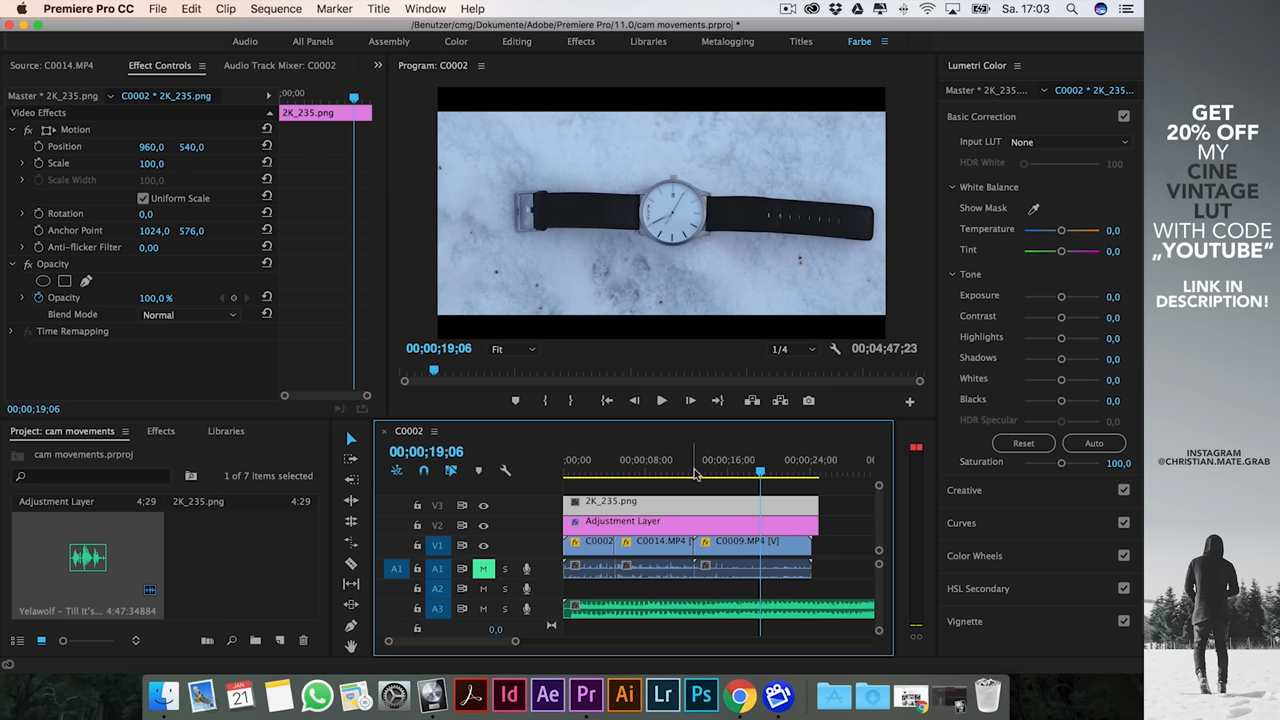 Premiere Pro CC File Edit Clip Sequence Marker Title Window Help Sa. 17:03
/Benutzer/cmg/Dokumente/Adobe/Premiere Pro/11.0/cam movements.prproj *
Audio All Panels Assembly Color Editing Effects Libraries Metalogging Titles Farbe
Source: C0014.MP4 Effect Controls Audio Track Mixer: C0002
Master * 2K_235.png C0002 * 2K_235.png
;00;00
Video Effects
2K_235.png
fx Motion
Position 960,0 540,0
Scale 100,0
Scale Width 100,0
Uniform Scale
Rotation 0,0
Anchor Point 1024,0 576,0
Anti-flicker Filter 0,00
fx Opacity
Opacity 100,0 %
Blend Mode Normal
fx Time Remapping
00;00;19;06
Program: C0002
00;00;19;06 Fit 1/4 00;04;47;23
Lumetri Color
Master * 2K_235.png... C0002 * 2K_235...
Basic Correction
Input LUT None
HDR White 100
White Balance
Show Mask
Temperature 0,0
Tint 0,0
Tone
Exposure 0,0
Contrast 0,0
Highlights 0,0
Shadows 0,0
Whites 0,0
Blacks 0,0
HDR Specular 0,0
Reset Auto
Saturation 100,0
Creative
Curves
Color Wheels
HSL Secondary
Vignette
Project: cam movements Effects Libraries
cam movements.prproj
1 of 7 items selected
Adjustment Layer 4;29 2K_235.png 4:29
Yelawolf - Till It's... 4:47:34884
C0002
00;00;19;06
;00;00 00;00;08;00 00;00;16;00 00;00;24;00 00
V3 fx 2K_235.png
V2 fx Adjustment Layer
V1 fx C0002 fx C0014.MP4 [V fx C0009.MP4 [V]
A1 A1 M S
A2 M S
A3 M S
0,0
Id Ae Pr Ai Lr Ps
GET
20% OFF
MY
CINE
VINTAGE
LUT
WITH CODE
„YOUTUBE"
LINK IN
DESCRIPTION!
INSTAGRAM
@CHRISTIAN.MATE.GRAB